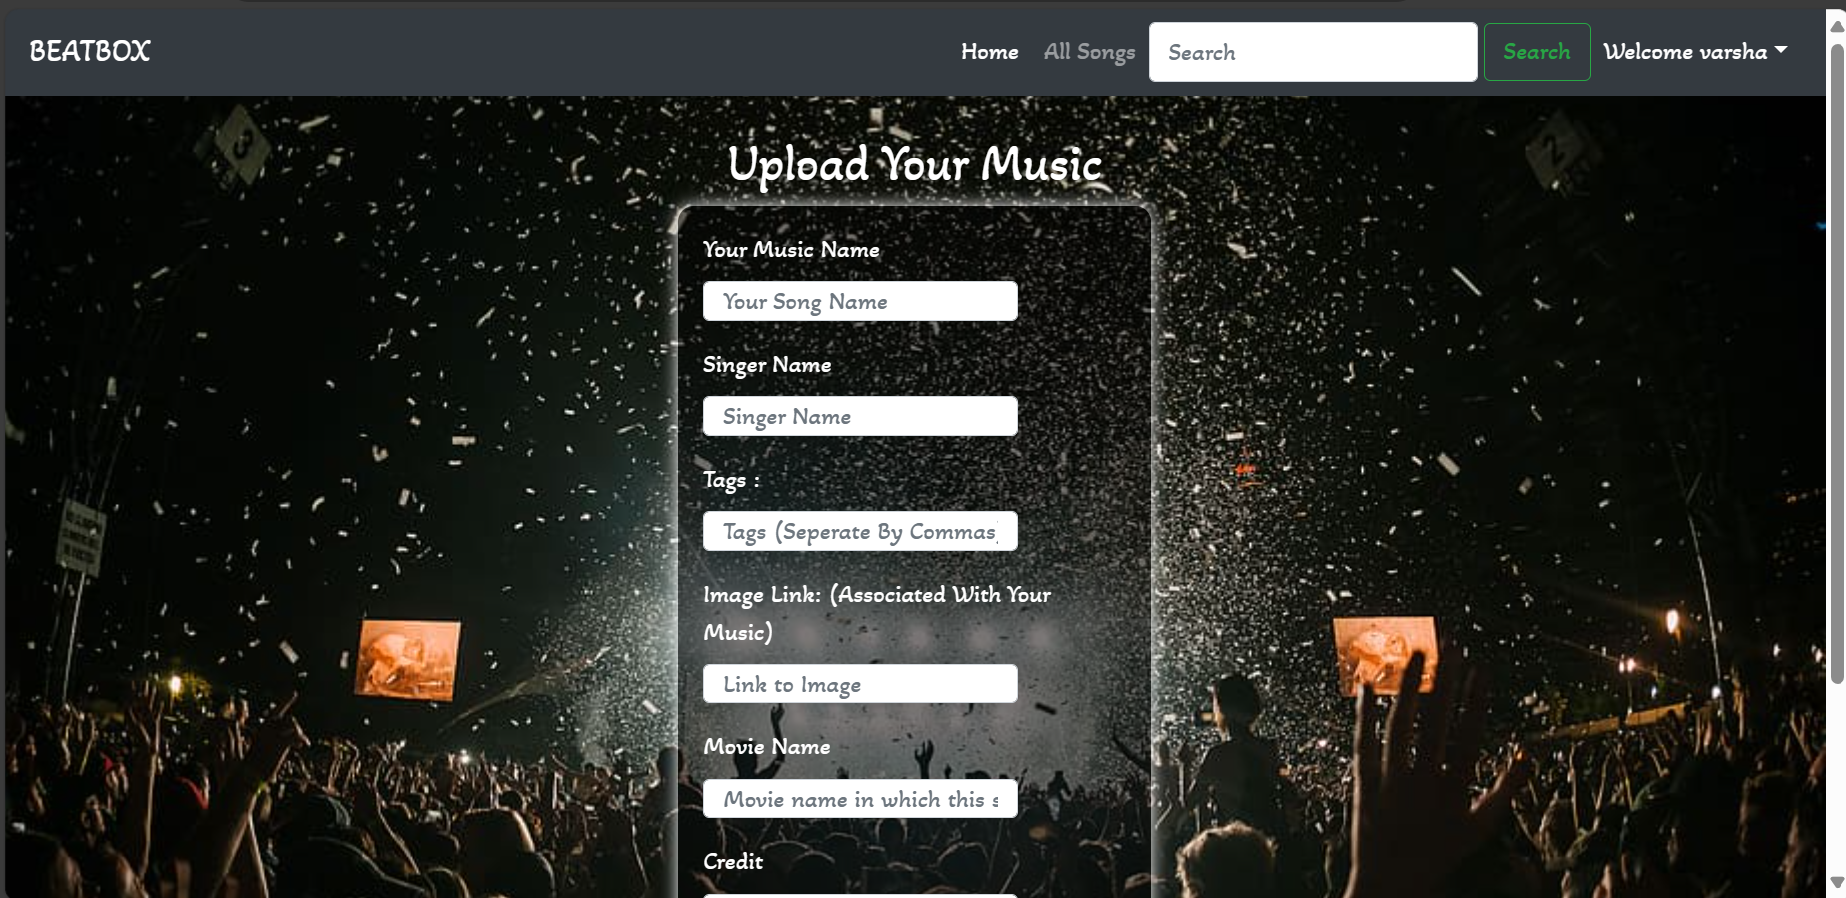 BEATBOX Home All Songs Search Search Welcome varsha
3
2
Upload Your Music
Your Music Name
Your Song Name
Singer Name
Singer Name
Tags :
Tags (Seperate By Commas)
Image Link: (Associated With Your
Music)
Link to Image
Movie Name
Movie name in which this s
Credit